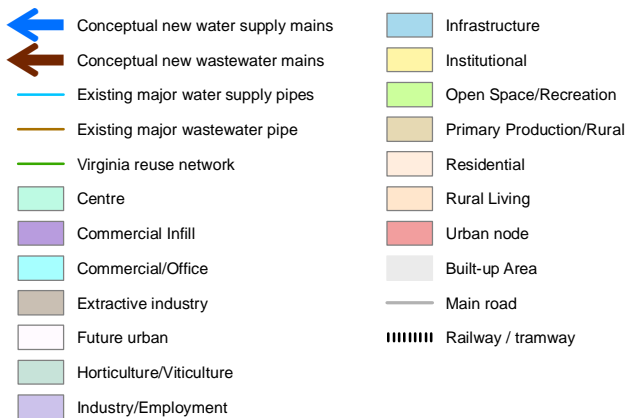 Conceptual new water supply mains
Conceptual new wastewater mains
Existing major water supply pipes
Existing major wastewater pipe
Virginia reuse network
Centre
Commercial Infill
Commercial/Office
Extractive industry
Future urban
Horticulture/Viticulture
Industry/Employment
Infrastructure
Institutional
Open Space/Recreation
Primary Production/Rural
Residential
Rural Living
Urban node
Built-up Area
Main road
Railway / tramway